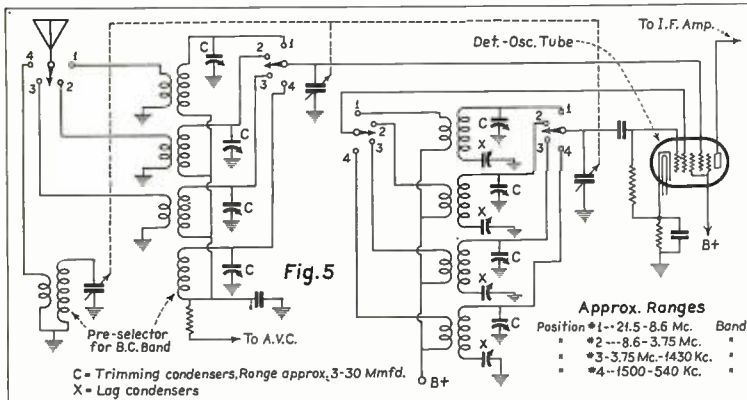 To I.F. Amp.
Det.-Osc. Tube
4
1
3
2
C
2
1
3
4
C
C
C
1
2
3
4
C
X
C
X
C
X
C
X
1
2
3
4
B+
B+
Fig.5
Pre-selector
for B.C. Band
To A.V.C.
Approx. Ranges
Position #1--21.5-8.6 Mc. Band
" #2---8.6-3.75 Mc. "
" #3-3.75 Mc.-1430 Kc. "
" #4--1500-540 Kc. "
C = Trimming condensers, Range approx. 3-30 Mmfd.
X = Lag condensers